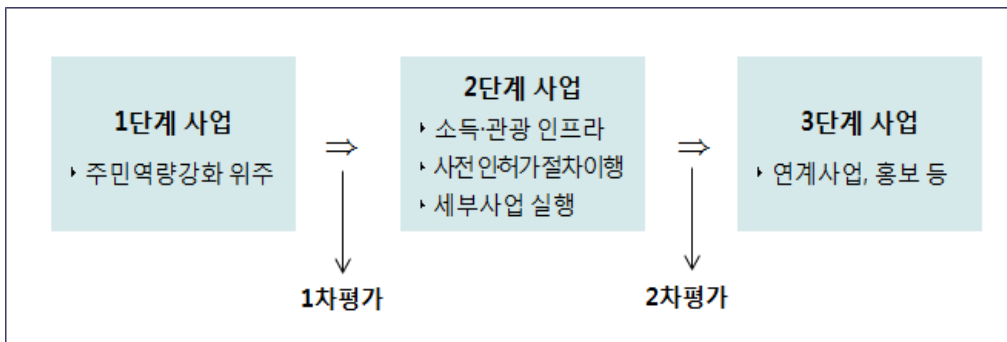 1단계 사업
‣ 주민역량강화 위주
⇒
2단계 사업
‣ 소득·관광 인프라
‣ 사전인허가절차이행
‣ 세부사업 실행
⇒
3단계 사업
‣ 연계사업, 홍보 등
1차평가
2차평가